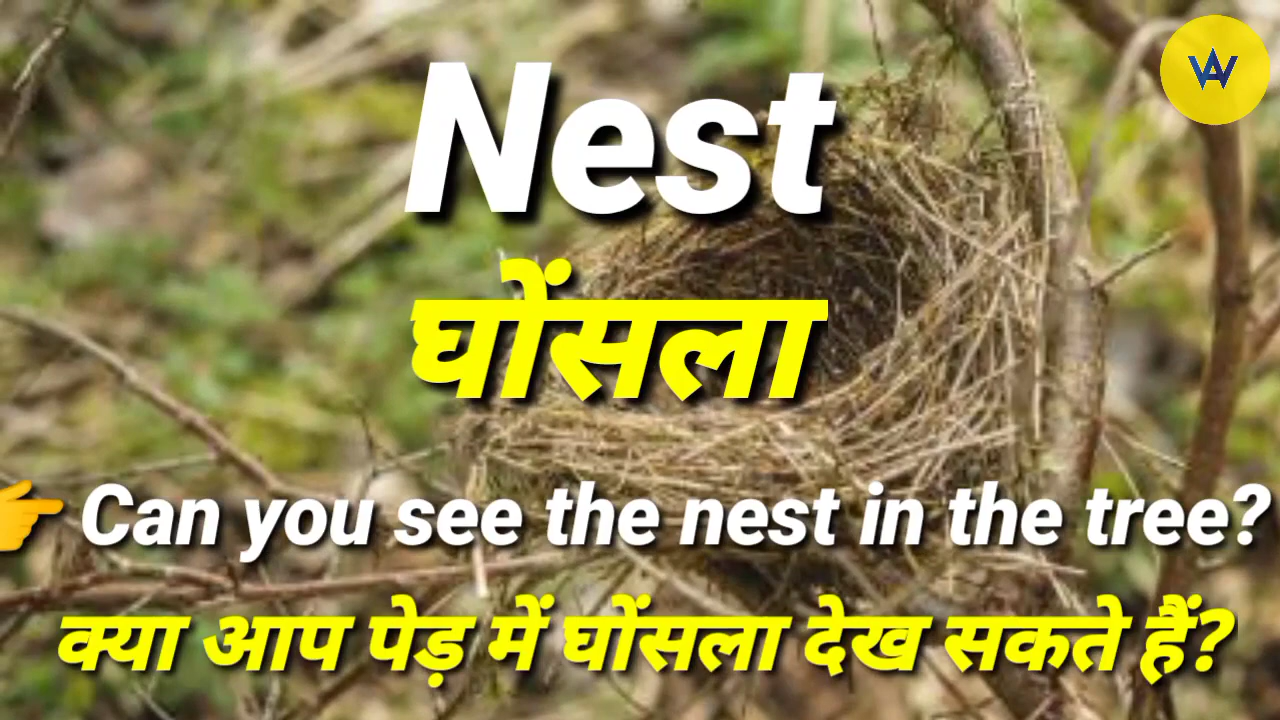 Nest
घोंसला
👉 Can you see the nest in the tree?
क्या आप पेड़ में घोंसला देख सकते हैं?